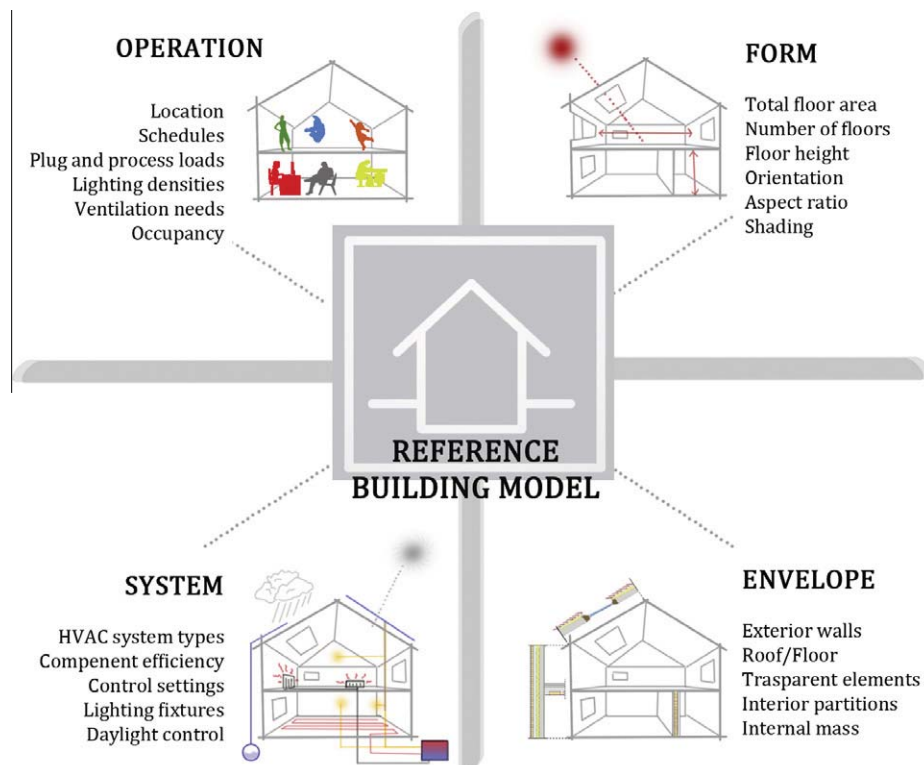 OPERATION
Location
Schedules
Plug and process loads
Lighting densities
Ventilation needs
Occupancy
FORM
Total floor area
Number of floors
Floor height
Orientation
Aspect ratio
Shading
REFERENCE
BUILDING MODEL
SYSTEM
HVAC system types
Compenent efficiency
Control settings
Lighting fixtures
Daylight control
ENVELOPE
Exterior walls
Roof/Floor
Trasparent elements
Interior partitions
Internal mass